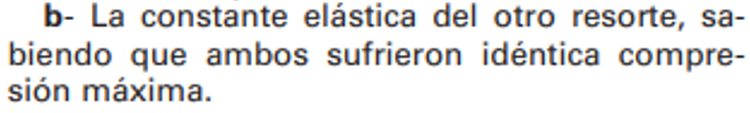 b- La constante elástica del otro resorte, sa-
biendo que ambos sufrieron idéntica compre-
sión máxima.